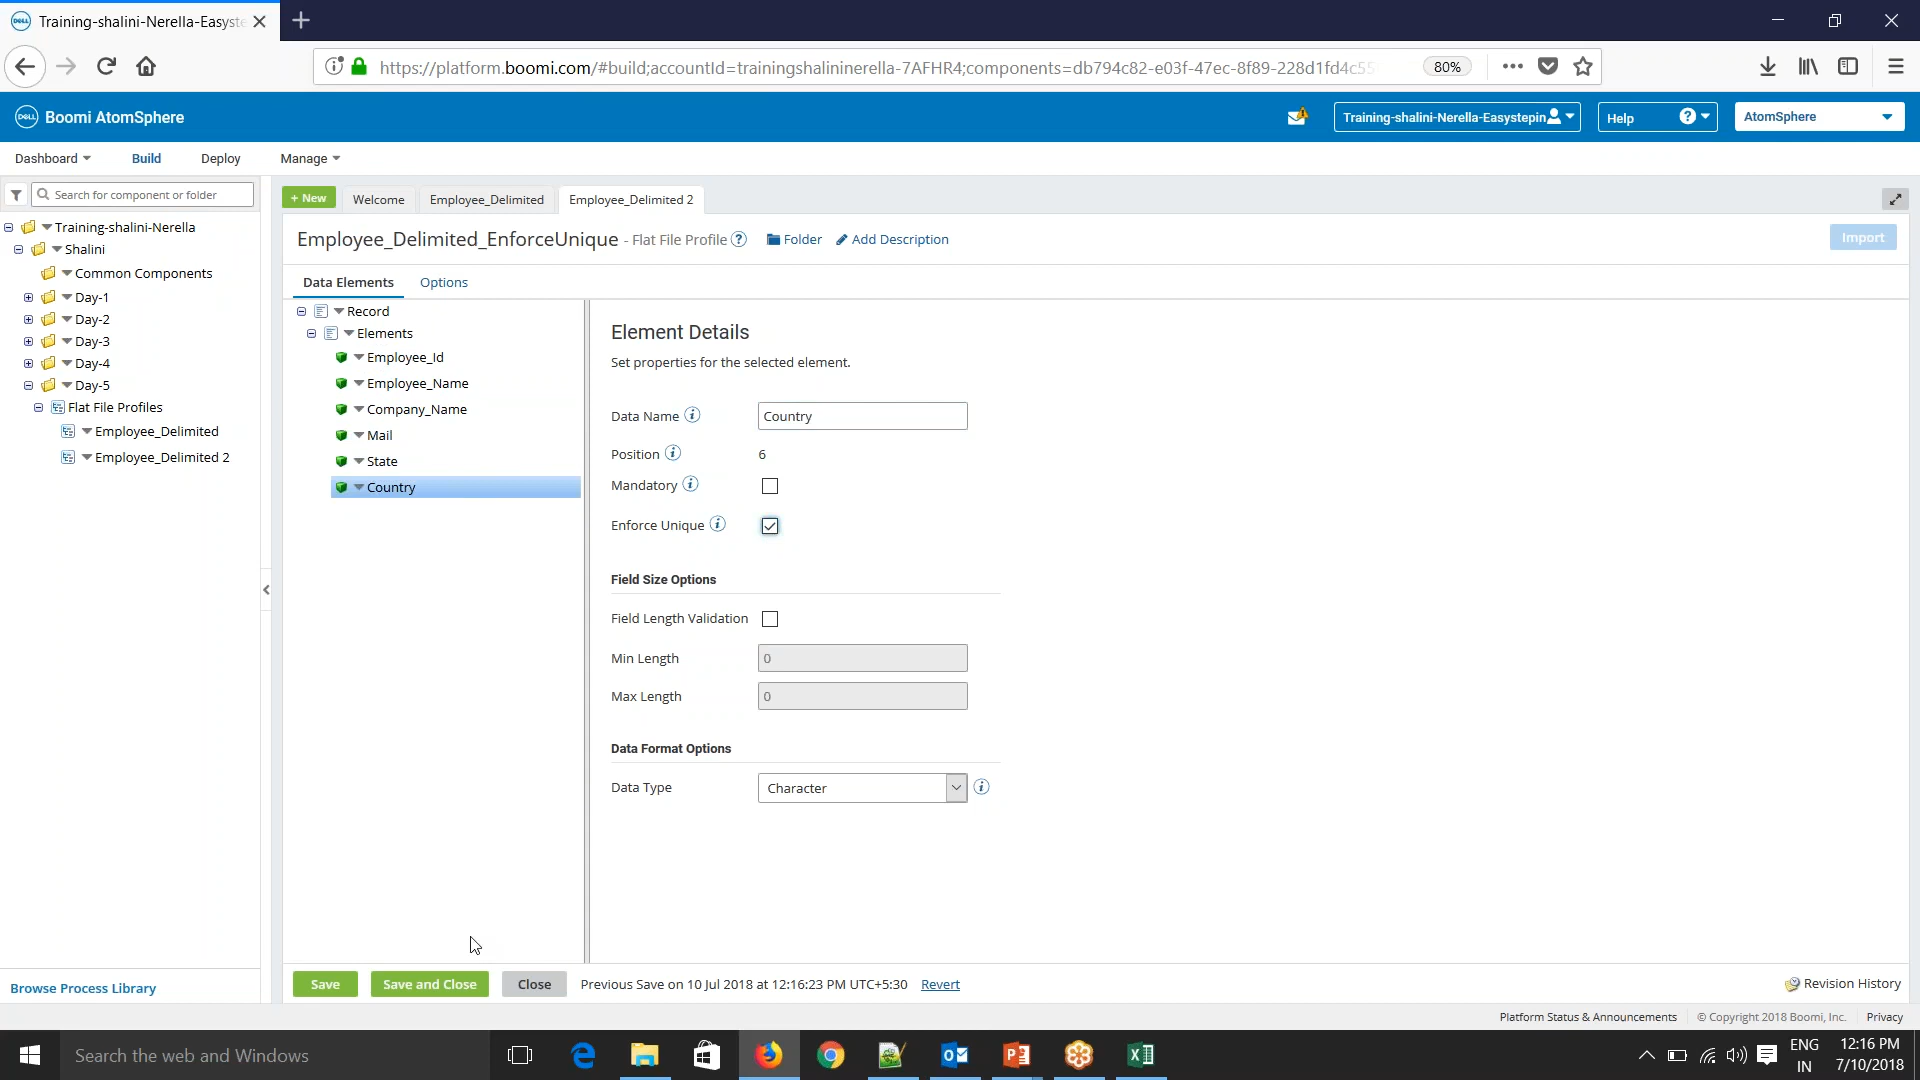 Training-shalini-Nerella-Easyste
https://platform.boomi.com/#build;accountId=trainingshalininerella-7AFHR4;components=db794c82-e03f-47ec-8f89-228d1fd4c55
80%
DELL Boomi AtomSphere
Training-shalini-Nerella-Easystepin
Help
AtomSphere
Dashboard
Build
Deploy
Manage
Search for component or folder
+ New
Welcome
Employee_Delimited
Employee_Delimited 2
Training-shalini-Nerella
Shalini
Common Components
Day-1
Day-2
Day-3
Day-4
Day-5
Flat File Profiles
Employee_Delimited
Employee_Delimited 2
Browse Process Library
Employee_Delimited_EnforceUnique - Flat File Profile
Folder
Add Description
Import
Data Elements
Options
Record
Elements
Employee_Id
Employee_Name
Company_Name
Mail
State
Country
Element Details
Set properties for the selected element.
Data Name
Country
Position
6
Mandatory
Enforce Unique
Field Size Options
Field Length Validation
Min Length
0
Max Length
0
Data Format Options
Data Type
Character
Save
Save and Close
Close
Previous Save on 10 Jul 2018 at 12:16:23 PM UTC+5:30
Revert
Revision History
Platform Status & Announcements
© Copyright 2018 Boomi, Inc.
Privacy
Search the web and Windows
ENG
IN
12:16 PM
7/10/2018